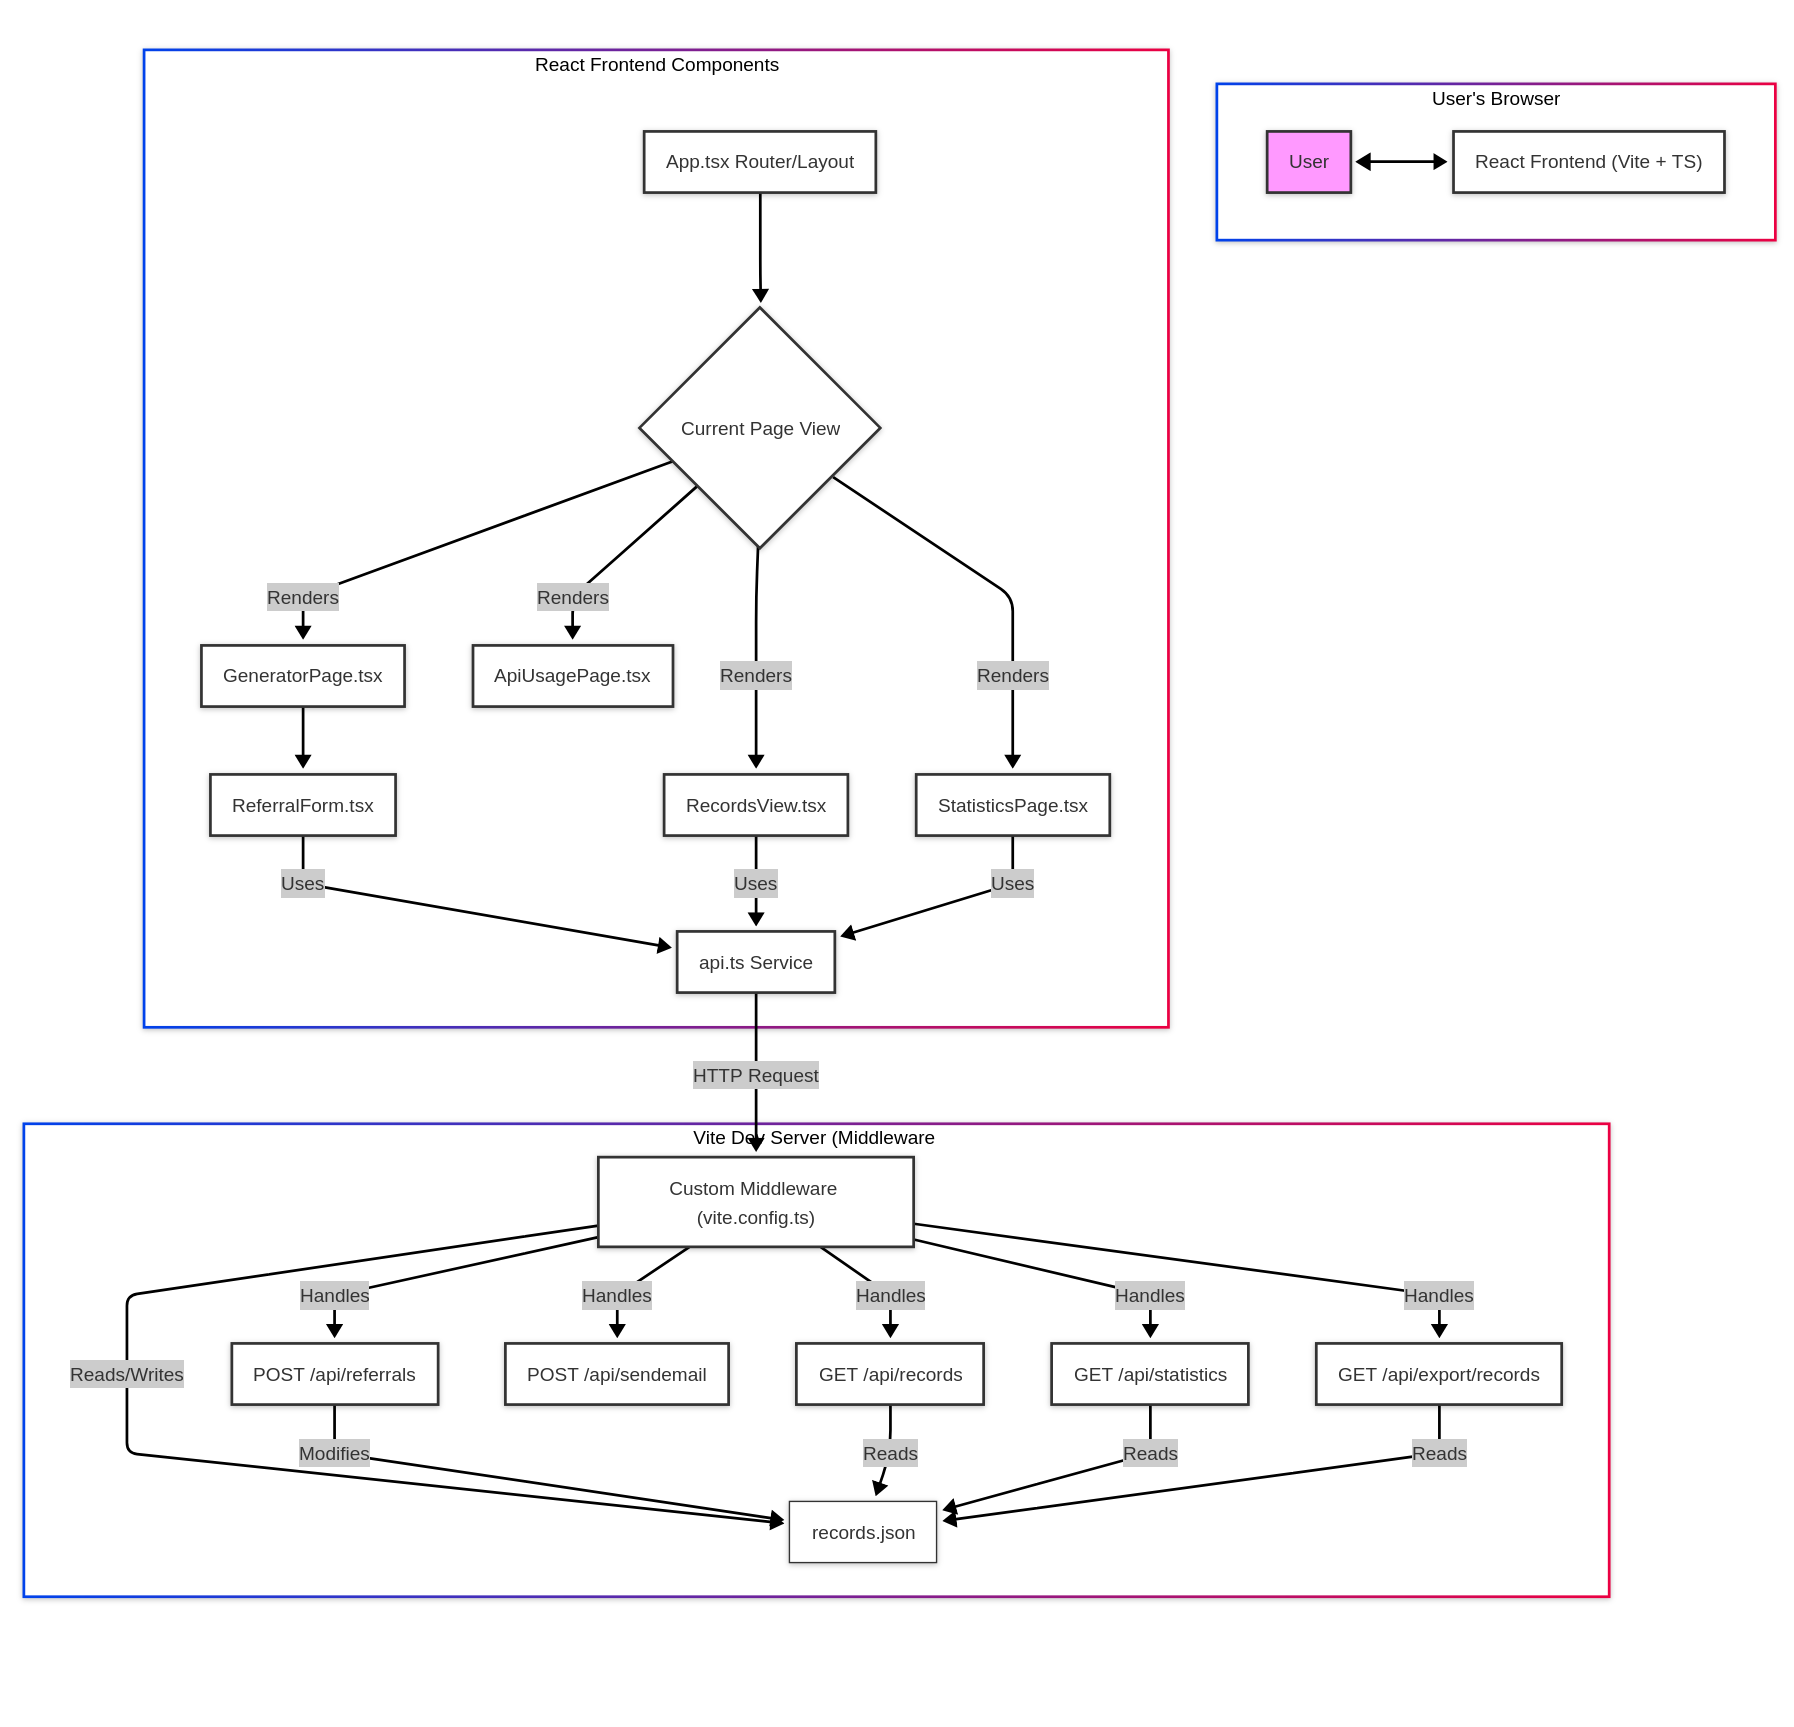 React Frontend Components
User's Browser
App.tsx Router/Layout
User
React Frontend (Vite + TS)
Current Page View
Renders
Renders
Renders
Renders
GeneratorPage.tsx
ApiUsagePage.tsx
ReferralForm.tsx
RecordsView.tsx
StatisticsPage.tsx
Uses
Uses
Uses
api.ts Service
HTTP Request
Vite Dev Server (Middleware
Custom Middleware
(vite.config.ts)
Handles
Handles
Handles
Handles
Handles
Reads/Writes
POST /api/referrals
POST /api/sendemail
GET /api/records
GET /api/statistics
GET /api/export/records
Modifies
Reads
Reads
Reads
records.json